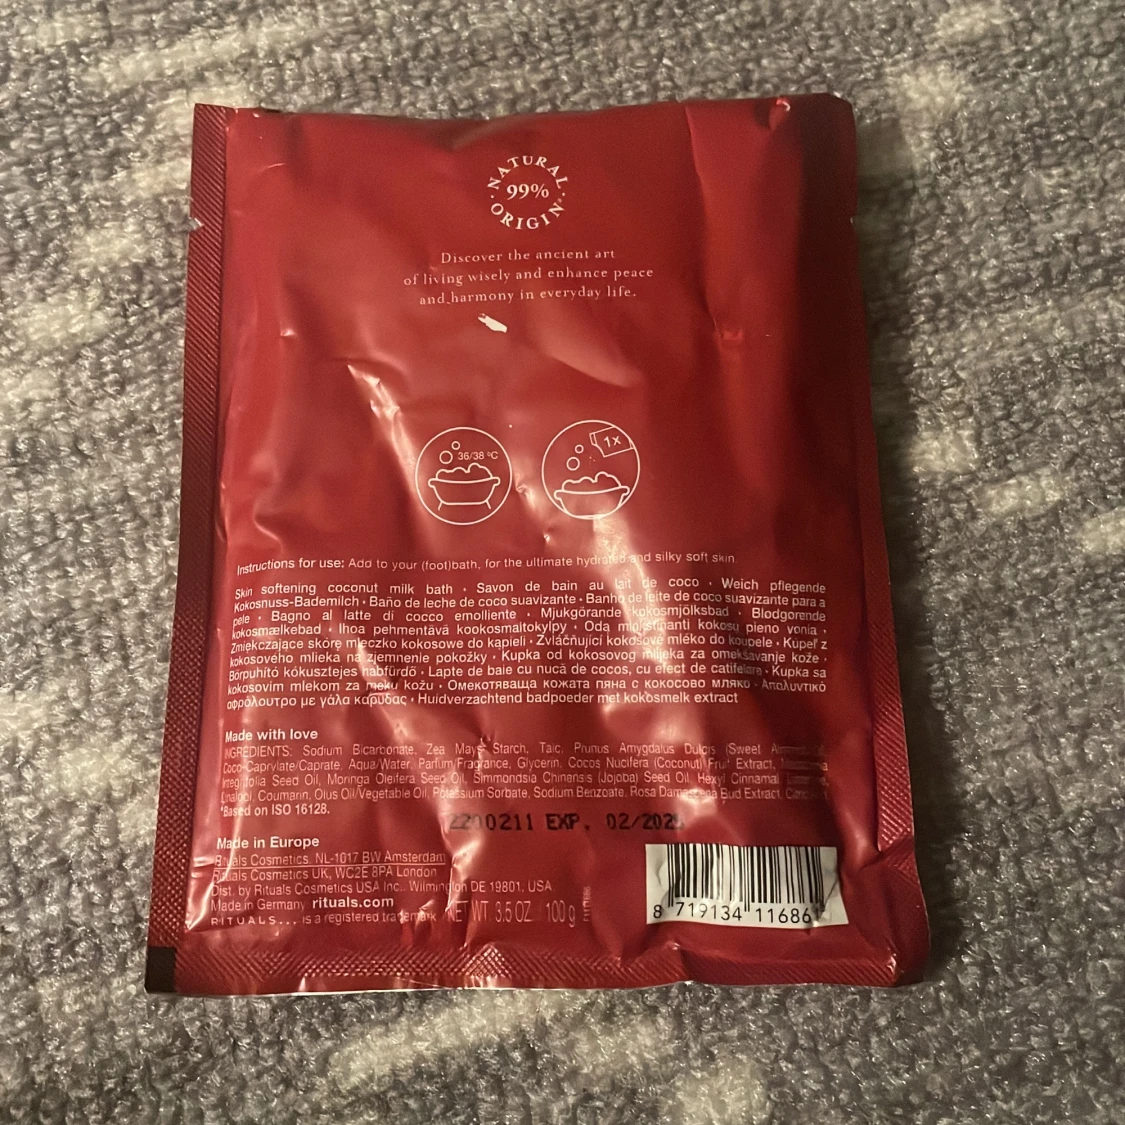 NATURAL
99%
ORIGIN*
Discover the ancient art
of living wisely and enhance peace
and harmony in everyday life.
36/38 °C
1x
Instructions for use: Add to your (foot)bath, for the ultimate hydrated and silky soft skin.
Skin softening coconut milk bath · Savon de bain au lait de coco · Weich pflegende
Kokosnuss-Bademilch · Baño de leche de coco suavizante · Banho de leite de coco suavizante para a
pele · Bagno al latte di cocco emolliente · Mjukgörande kokosmjölksbad · Blødgørende
kokosmælkebad · Ihoa pehmentävä kookosmaitokylpy · Odą minkštinanti kokosų pieno vonia ·
Zmiękczające skórę mleczko kokosowe do kąpieli · Zvláčňující kokosové mléko do koupele · Kúpeľ z
kokosového mlieka na zjemnenie pokožky · Kupka od kokosovog mlijeka za omekšavanje kože ·
Bőrpuhító kókusztejes habfürdő · Lapte de baie cu nucă de cocos, cu efect de catifelare · Kupka sa
kokosovim mlekom za meku kožu · Омекотяваща кожата пяна с кокосово мляко · Απαλυντικό
αφρόλουτρο με γάλα καρύδας · Huidverzachtend badpoeder met kokosmelk extract
Made with love
INGREDIENTS: Sodium Bicarbonate, Zea Mays Starch, Talc, Prunus Amygdalus Dulcis (Sweet
Coco-Caprylate/Caprate, Aqua/Water, Parfum/Fragrance, Glycerin, Cocos Nucifera (Coconut) Fruit Extract,
Integrifolia Seed Oil, Moringa Oleifera Seed Oil, Simmondsia Chinensis (Jojoba) Seed Oil, Hexyl Cinnamal,
Linalool, Coumarin, Olus Oil/Vegetable Oil, Potassium Sorbate, Sodium Benzoate, Rosa Damascena Bud Extract,
*Based on ISO 16128.
2200211 EXP. 02/2025
Made in Europe
Rituals Cosmetics, NL-1017 BW Amsterdam
Rituals Cosmetics UK, WC2E 8PA London
Dist. by Rituals Cosmetics USA Inc., Wilmington DE 19801, USA
Made in Germany rituals.com
RITUALS... is a registered trademark
NET WT. 3.5 OZ. 100 g
8 719134 11686